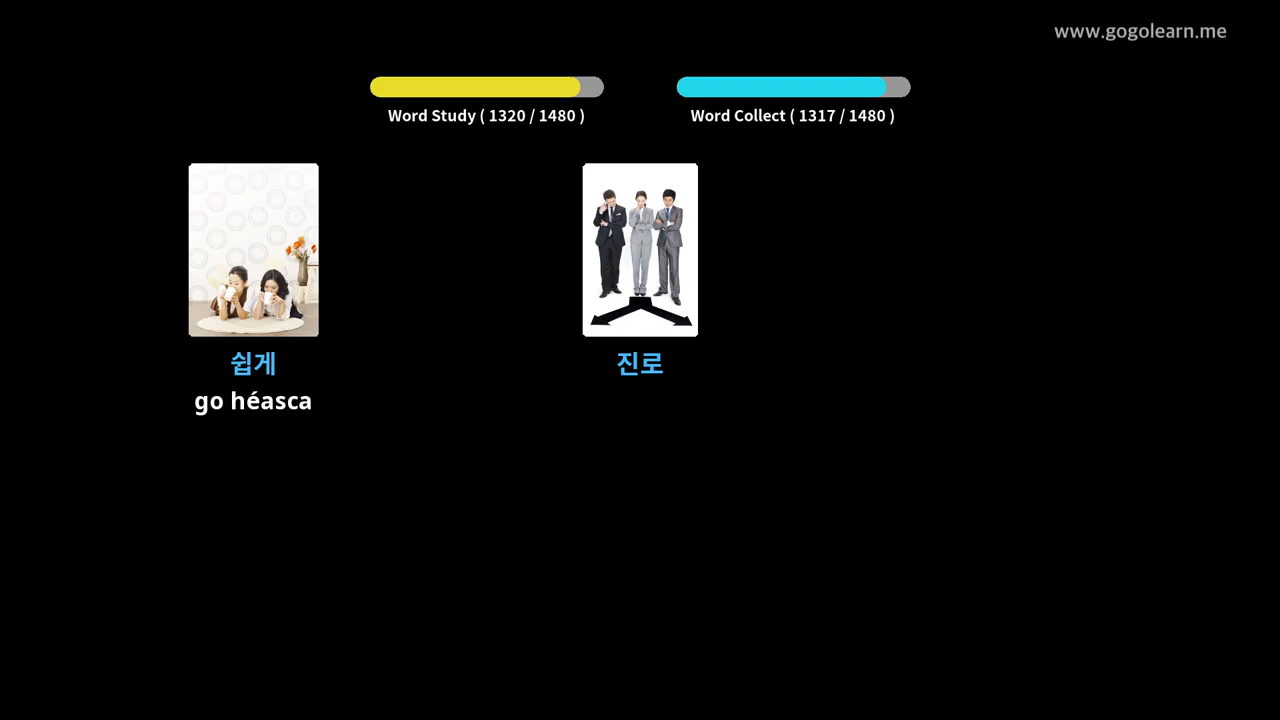 www.gogolearn.me
Word Study ( 1320 / 1480 )
Word Collect ( 1317 / 1480 )
쉽게
go héasca
진로